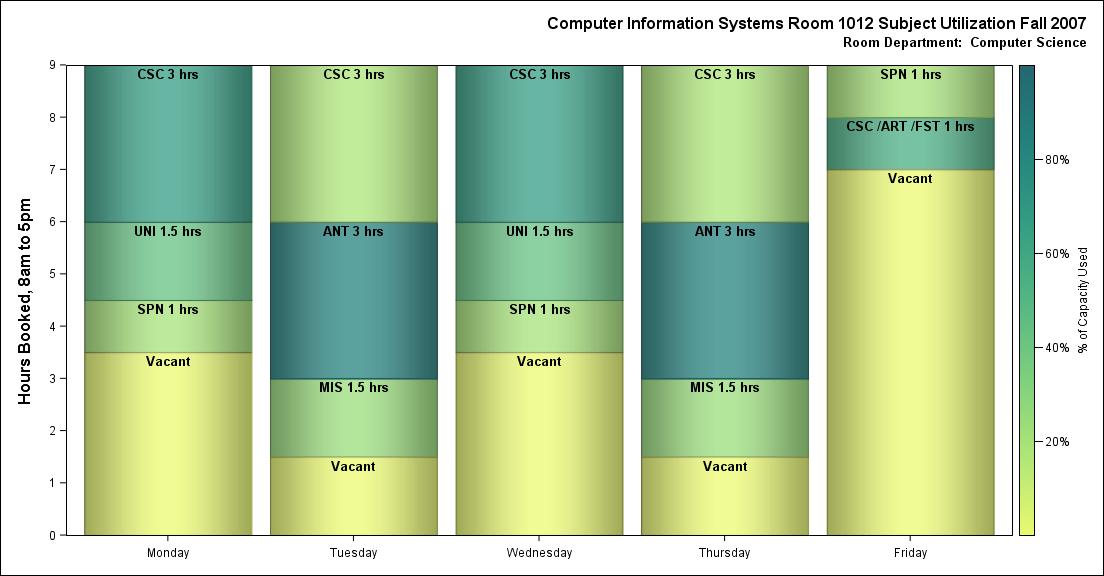 Computer Information Systems Room 1012 Subject Utilization Fall 2007
Room Department: Computer Science
Hours Booked, 8am to 5pm
9
8
7
6
5
4
3
2
1
0
CSC 3 hrs
UNI 1.5 hrs
SPN 1 hrs
Vacant
Monday
CSC 3 hrs
ANT 3 hrs
MIS 1.5 hrs
Vacant
Tuesday
CSC 3 hrs
UNI 1.5 hrs
SPN 1 hrs
Vacant
Wednesday
CSC 3 hrs
ANT 3 hrs
MIS 1.5 hrs
Vacant
Thursday
SPN 1 hrs
CSC /ART /FST 1 hrs
Vacant
Friday
80%
60%
40%
20%
% of Capacity Used